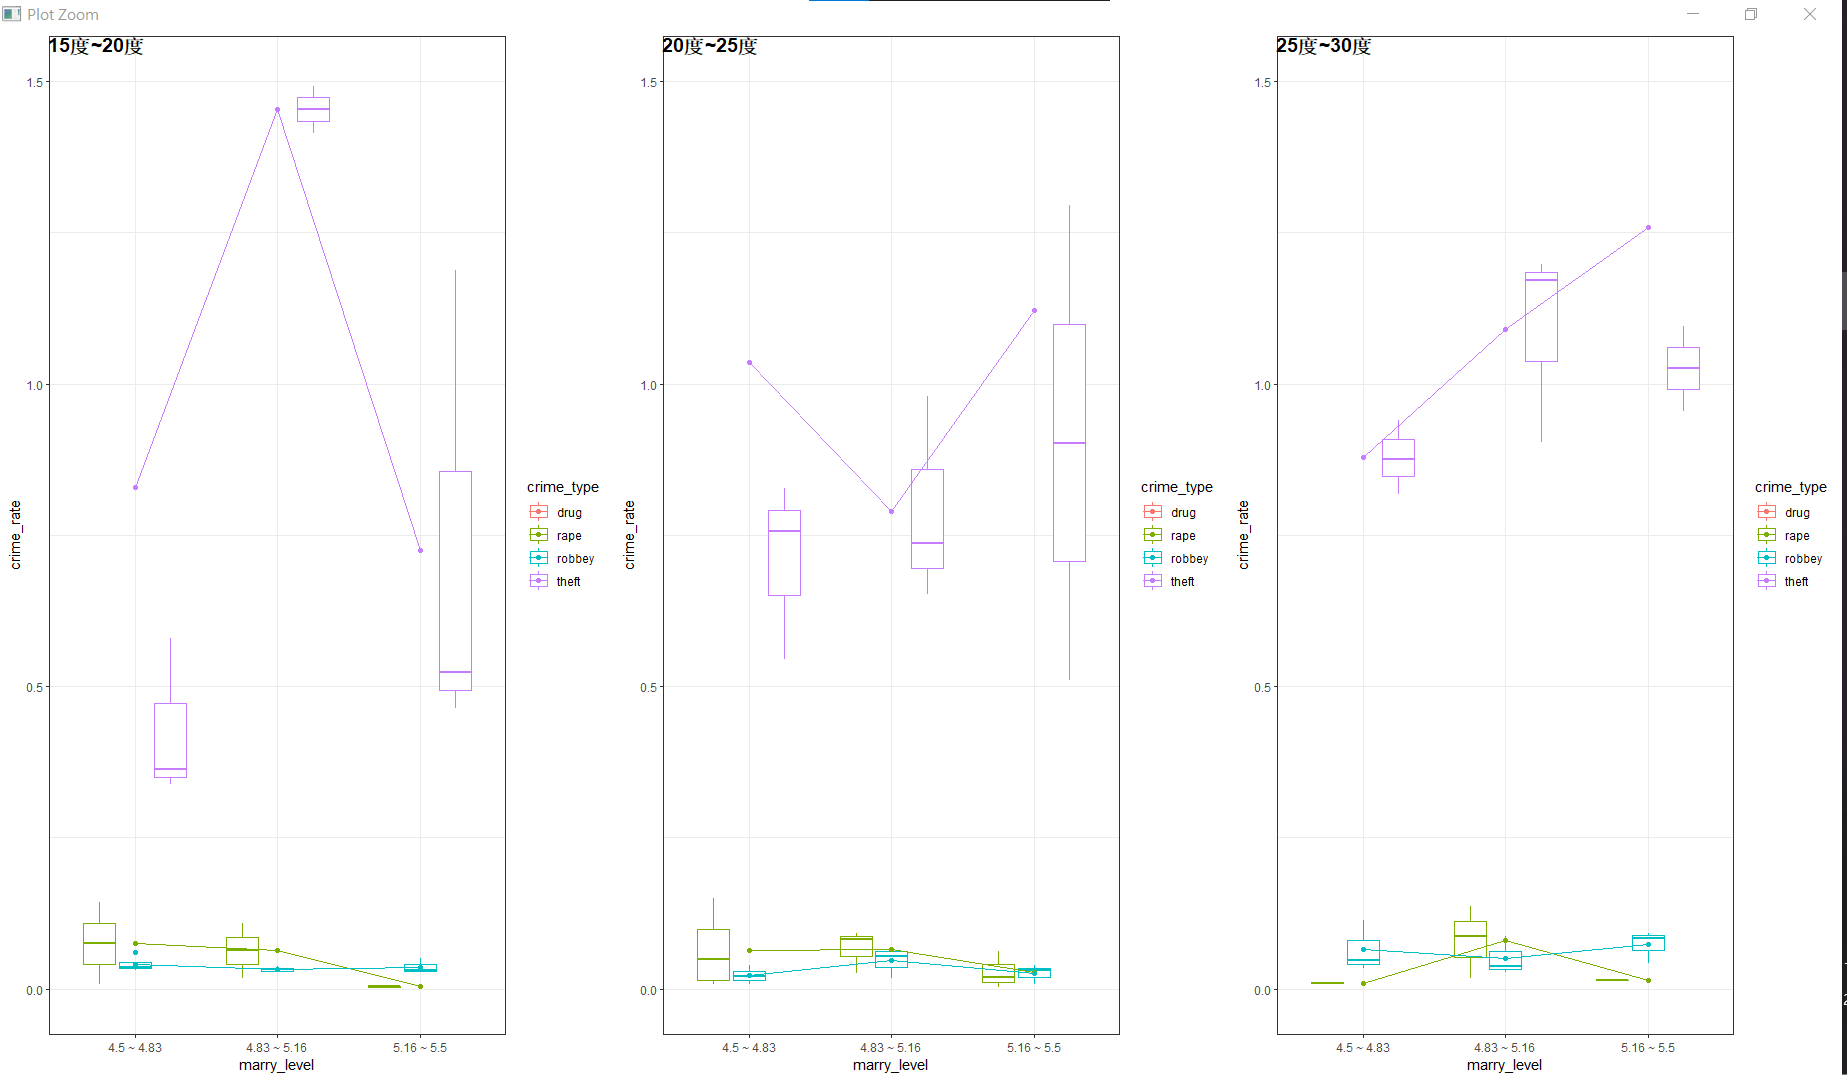 Plot Zoom
15度~20度
1.5
1.0
0.5
0.0
crime_rate
4.5 ~ 4.83
4.83 ~ 5.16
5.16 ~ 5.5
marry_level
crime_type
drug
rape
robbey
theft
20度~25度
1.5
1.0
0.5
0.0
crime_rate
4.5 ~ 4.83
4.83 ~ 5.16
5.16 ~ 5.5
marry_level
crime_type
drug
rape
robbey
theft
25度~30度
1.5
1.0
0.5
0.0
crime_rate
4.5 ~ 4.83
4.83 ~ 5.16
5.16 ~ 5.5
marry_level
crime_type
drug
rape
robbey
theft